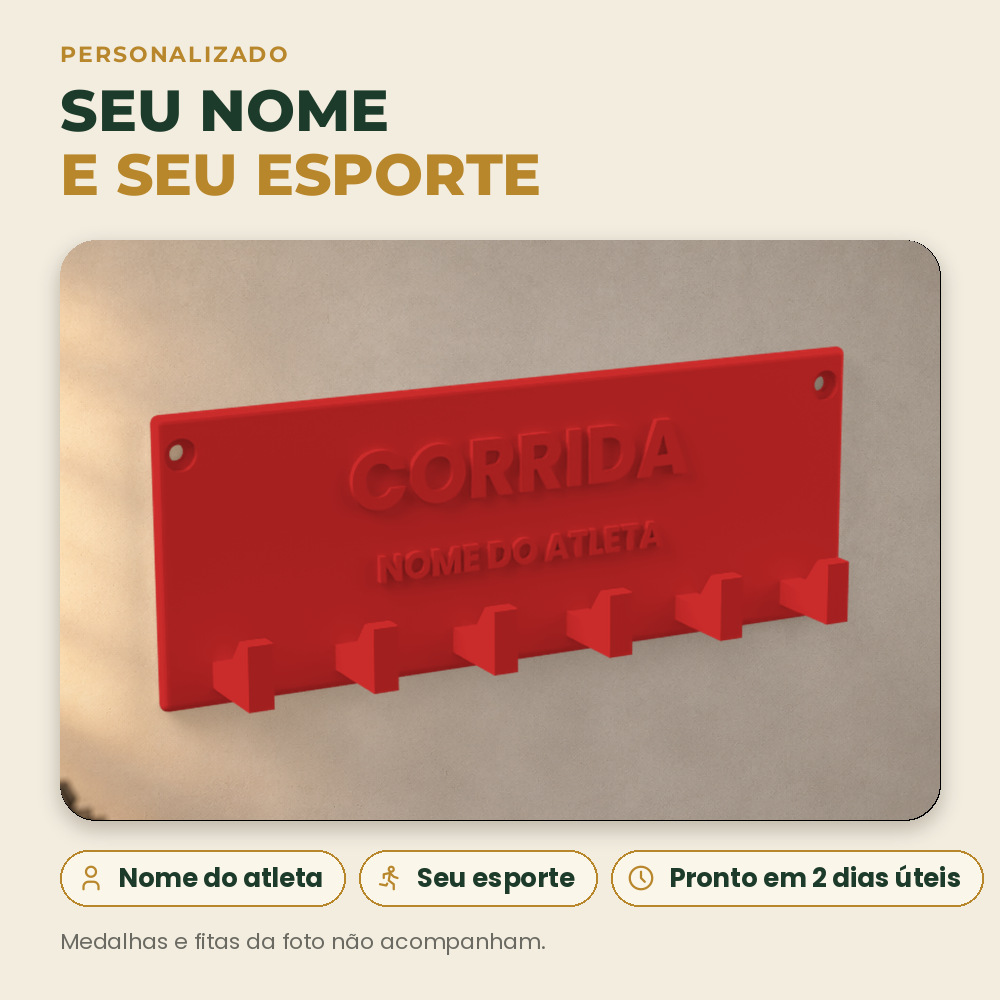 PERSONALIZADO
SEU NOME
E SEU ESPORTE
CORRIDA
NOME DO ATLETA
Nome do atleta
Seu esporte
Pronto em 2 dias úteis
Medalhas e fitas da foto não acompanham.